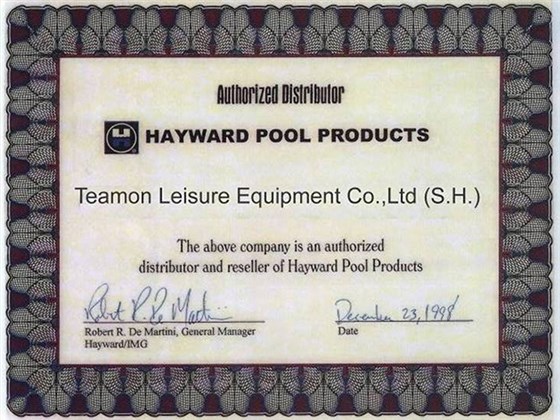 Authorized Distributor
HAYWARD POOL PRODUCTS
Teamon Leisure Equipment Co.,Ltd (S.H.)
The above company is an authorized
distributor and reseller of Hayward Pool Products
Robert R. De Martini December 23, 1998
Robert R. De Martini, General Manager Date
Hayward/IMG